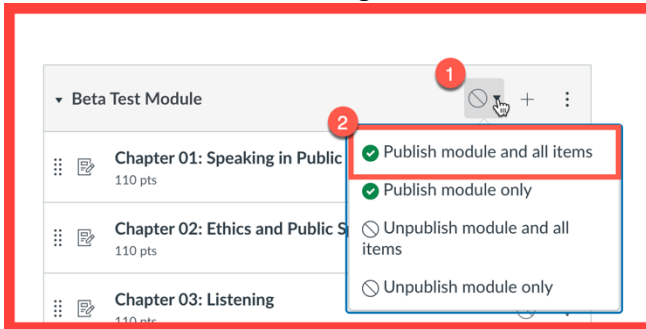 1
Beta Test Module
2
Chapter 01: Speaking in Public
110 pts
Publish module and all items
Publish module only
Chapter 02: Ethics and Public
110 pts
Unpublish module and all
items
Chapter 03: Listening
110 pts
Unpublish module only